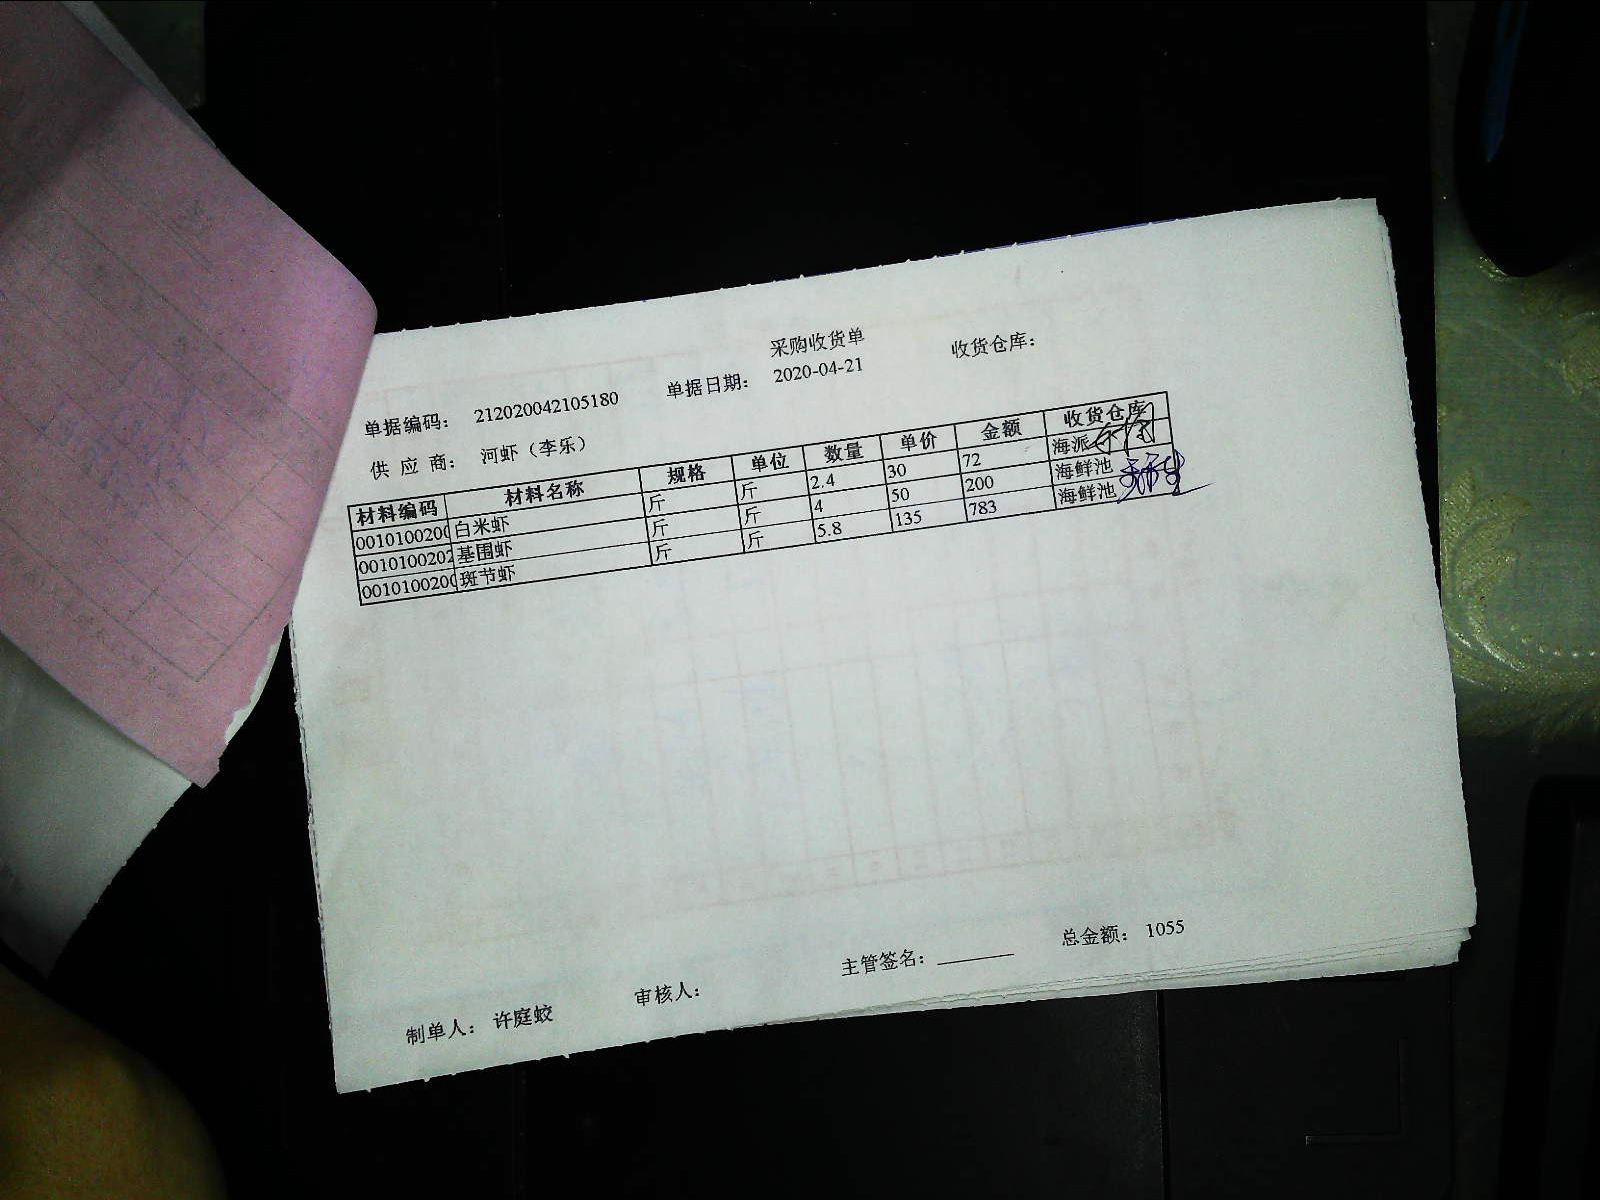 采购收货单
单据编码： 212020042105180 单据日期： 2020-04-21 收货仓库：
供 应 商： 河虾（李乐）
材料编码 材料名称 规格 单位 数量 单价 金额 收货仓库
001010020 白米虾 斤 斤 2.4 30 72 海派
001010020 基围虾 斤 斤 4 50 200 海鲜池
001010020 斑节虾 斤 斤 5.8 135 783 海鲜池
制单人： 许庭蛟 审核人： 主管签名： 总金额： 1055